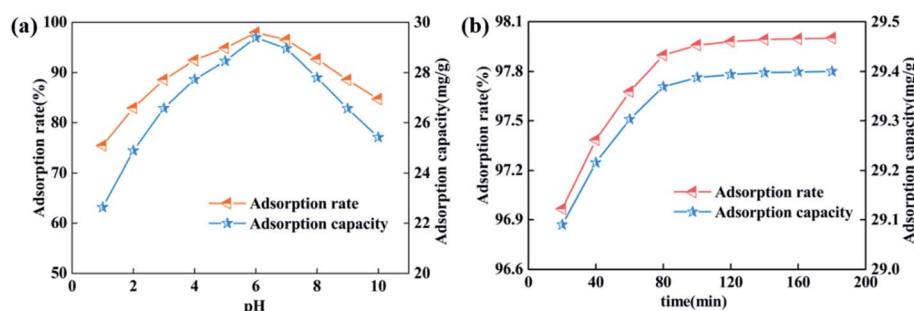 (a)
Adsorption rate(%)
100
90
80
70
60
50
Adsorption rate
Adsorption capacity
30
28
26
24
22
20
Adsorption capacity(mg/g)
0 2 4 6 8 10
pH
(b)
Adsorption rate(%)
98.1
97.8
97.5
97.2
96.9
96.6
Adsorption rate
Adsorption capacity
29.5
29.4
29.3
29.2
29.1
29.0
Adsorption capacity(mg/g)
0 40 80 120 160 200
time(min)